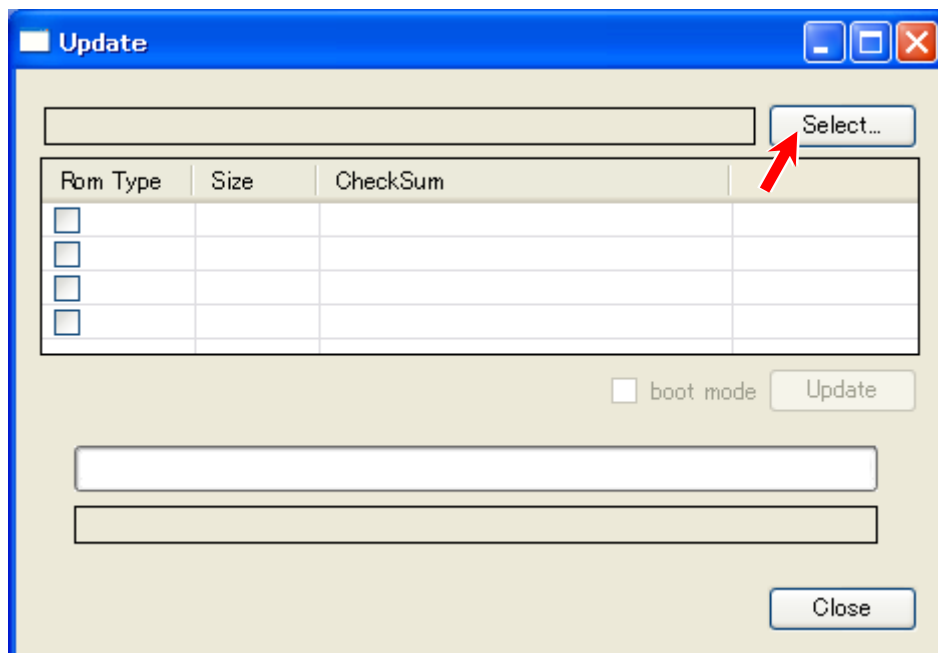 Update
Select...
Rom Type Size CheckSum
boot mode Update
Close